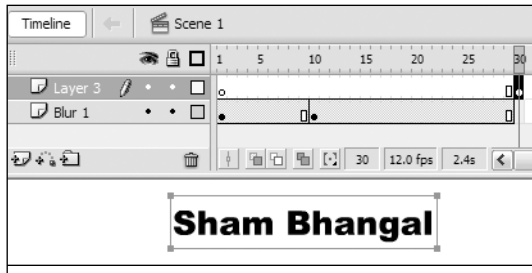 Timeline Scene 1
1 5 10 15 20 25 30
Layer 3
Blur 1
30 12.0 fps 2.4s
Sham Bhangal